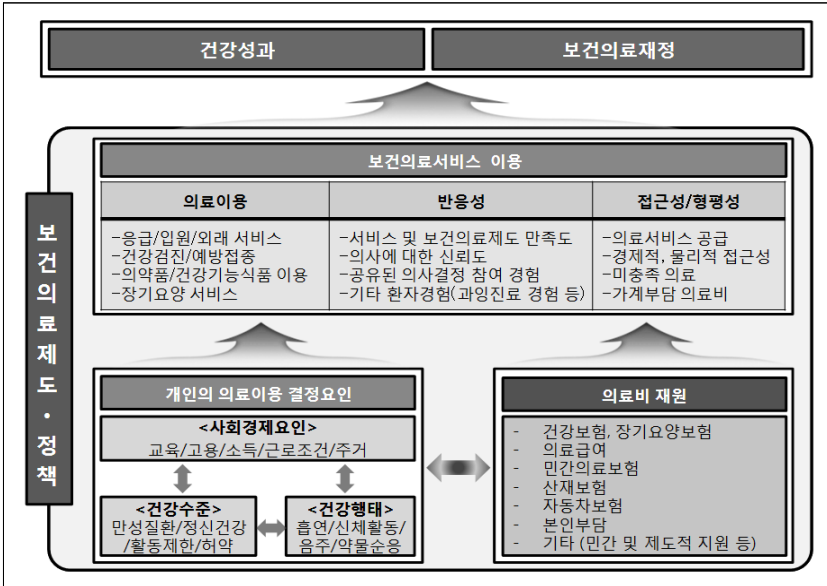 건강성과
보건의료재정
보건의료제도·정책
보건의료서비스 이용
의료이용
반응성
접근성/형평성
-응급/입원/외래 서비스
-건강검진/예방접종
-의약품/건강기능식품 이용
-장기요양 서비스
-서비스 및 보건의료제도 만족도
-의사에 대한 신뢰도
-공유된 의사결정 참여 경험
-기타 환자경험(과잉진료 경험 등)
-의료서비스 공급
-경제적, 물리적 접근성
-미충족 의료
-가계부담 의료비
개인의 의료이용 결정요인
<사회경제요인>
교육/고용/소득/근로조건/주거
<건강수준>
만성질환/정신건강
/활동제한/허약
<건강행태>
흡연/신체활동/
음주/약물순응
의료비 재원
- 건강보험, 장기요양보험
- 의료급여
- 민간의료보험
- 산재보험
- 자동차보험
- 본인부담
- 기타 (민간 및 제도적 지원 등)